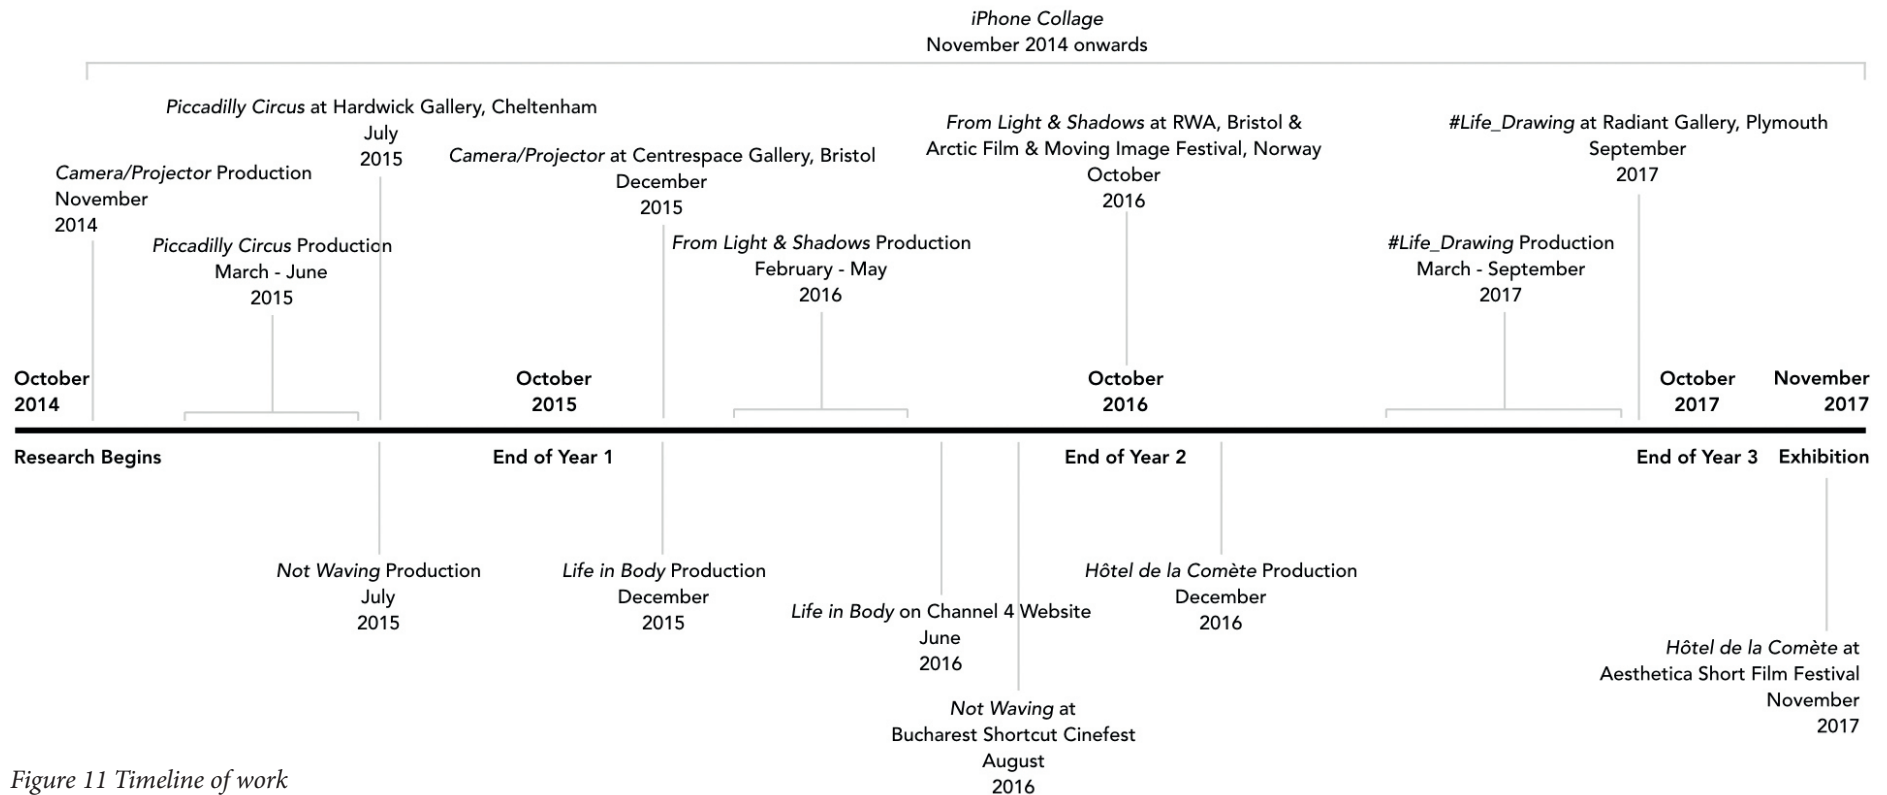 iPhone Collage
November 2014 onwards
Piccadilly Circus at Hardwick Gallery, Cheltenham
July
2015
Camera/Projector Production
November
2014
Piccadilly Circus Production
March - June
2015
Camera/Projector at Centrespace Gallery, Bristol
December
2015
From Light & Shadows Production
February - May
2016
From Light & Shadows at RWA, Bristol &
Arctic Film & Moving Image Festival, Norway
October
2016
#Life_Drawing at Radiant Gallery, Plymouth
September
2017
#Life_Drawing Production
March - September
2017
October
2014
October
2015
October
2016
October
2017
November
2017
Research Begins
End of Year 1
End of Year 2
End of Year 3
Exhibition
Not Waving Production
July
2015
Life in Body Production
December
2015
Life in Body on Channel 4 Website
June
2016
Not Waving at
Bucharest Shortcut Cinefest
August
2016
Hôtel de la Comète Production
December
2016
Hôtel de la Comète at
Aesthetica Short Film Festival
November
2017
Figure 11 Timeline of work